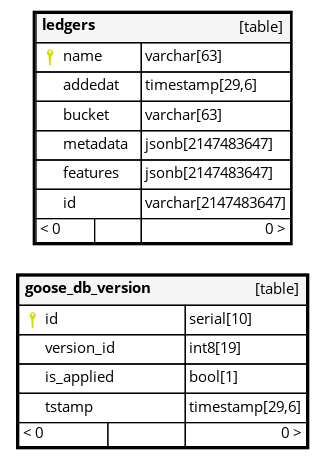 ledgers [table]
name varchar[63]
addedat timestamp[29,6]
bucket varchar[63]
metadata jsonb[2147483647]
features jsonb[2147483647]
id varchar[2147483647]
< 0 0 >
goose_db_version [table]
id serial[10]
version_id int8[19]
is_applied bool[1]
tstamp timestamp[29,6]
< 0 0 >